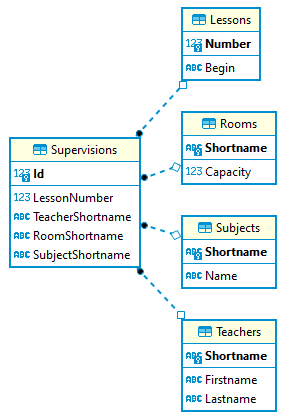 Lessons
123 Number
ABC Begin
Rooms
ABC Shortname
123 Capacity
Supervisions
123 Id
123 LessonNumber
ABC TeacherShortname
ABC RoomShortname
ABC SubjectShortname
Subjects
ABC Shortname
ABC Name
Teachers
ABC Shortname
ABC Firstname
ABC Lastname